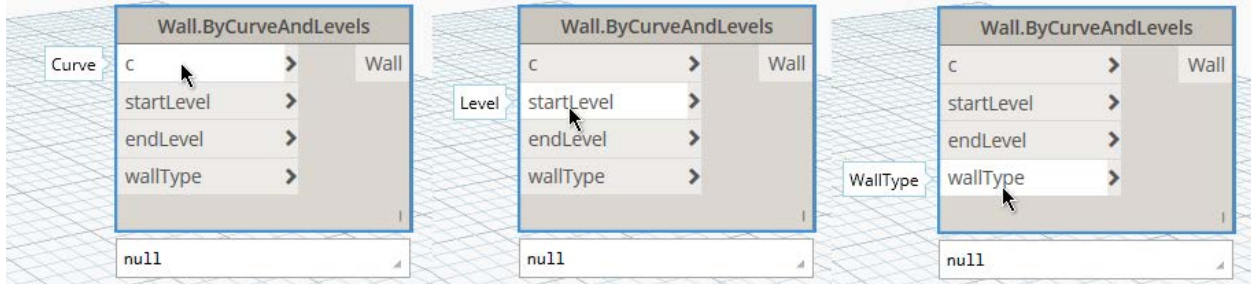 Wall.ByCurveAndLevels
Curve
c
Wall
startLevel
endLevel
wallType
l
null
Wall.ByCurveAndLevels
c
Wall
Level
startLevel
endLevel
wallType
l
null
Wall.ByCurveAndLevels
c
Wall
startLevel
endLevel
WallType
wallType
l
null